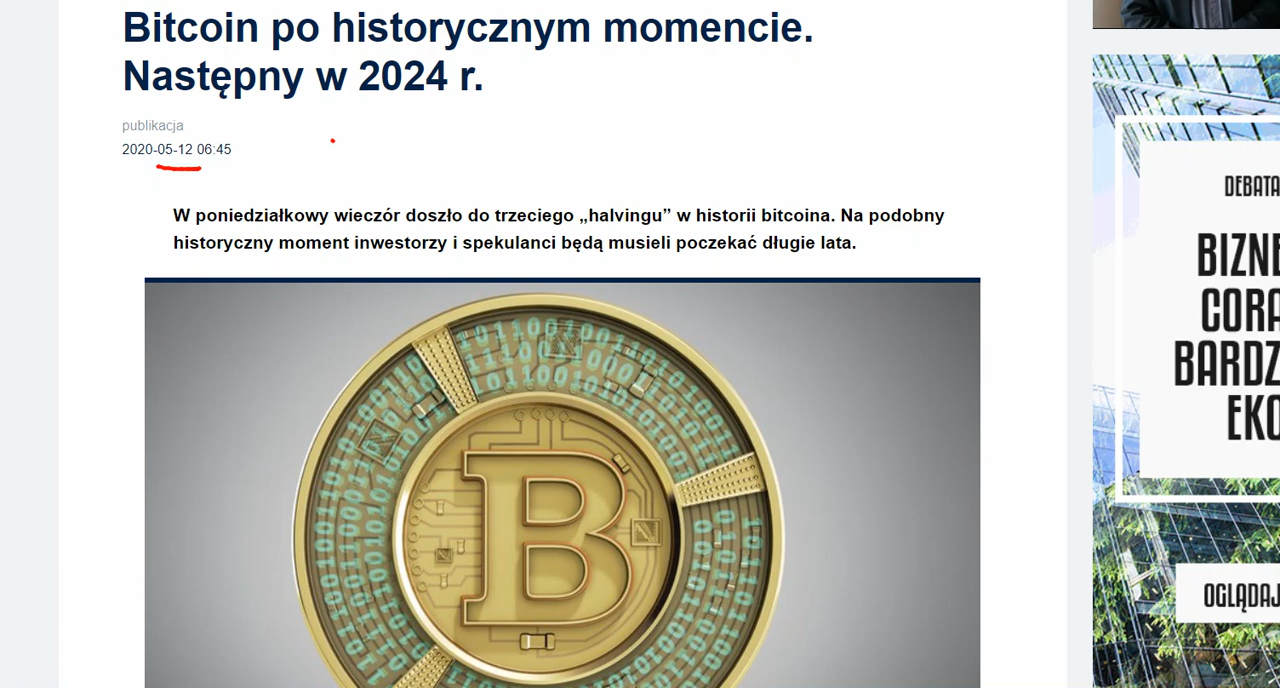 Bitcoin po historycznym momencie.
Następny w 2024 r.
publikacja
2020-05-12 06:45
W poniedziałkowy wieczór doszło do trzeciego „halvingu” w historii bitcoina. Na podobny
historyczny moment inwestorzy i spekulanci będą musieli poczekać długie lata.
B
DEBATA
BIZNE
CORA
BARDZ
EKO
OGLĄDAJ